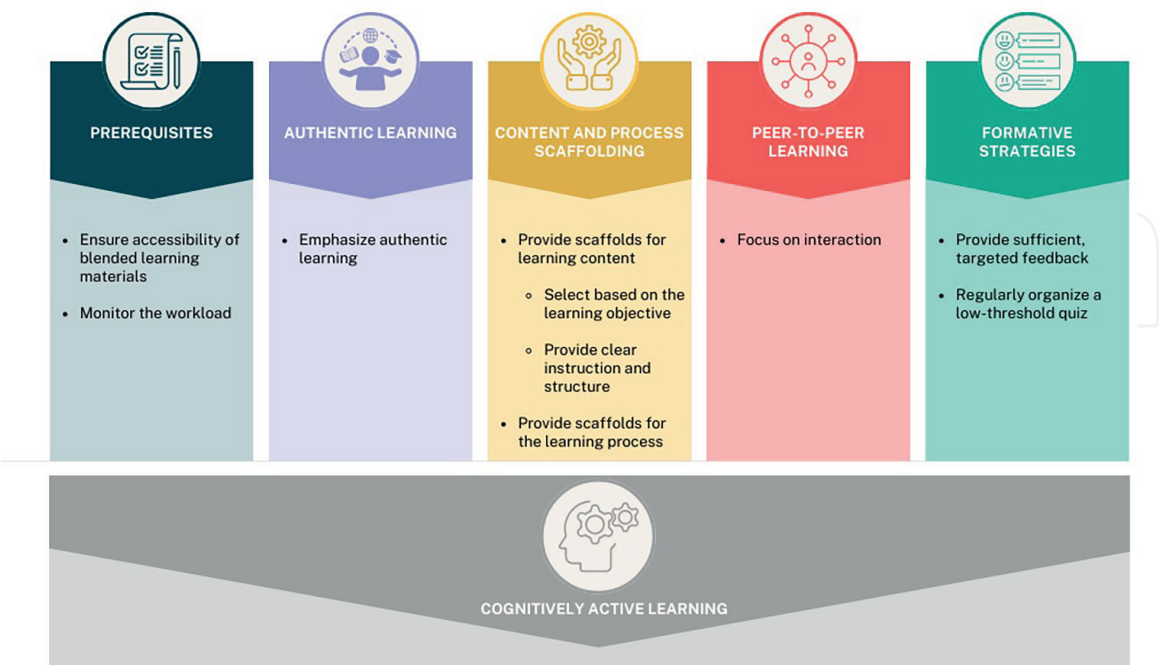 PREREQUISITES
• Ensure accessibility of
blended learning
materials
• Monitor the workload
AUTHENTIC LEARNING
• Emphasize authentic
learning
CONTENT AND PROCESS
SCAFFOLDING
• Provide scaffolds for
learning content
◦ Select based on the
learning objective
◦ Provide clear
instruction and
structure
• Provide scaffolds for
the learning process
PEER-TO-PEER
LEARNING
• Focus on interaction
FORMATIVE
STRATEGIES
• Provide sufficient,
targeted feedback
• Regularly organize a
low-threshold quiz
COGNITIVELY ACTIVE LEARNING